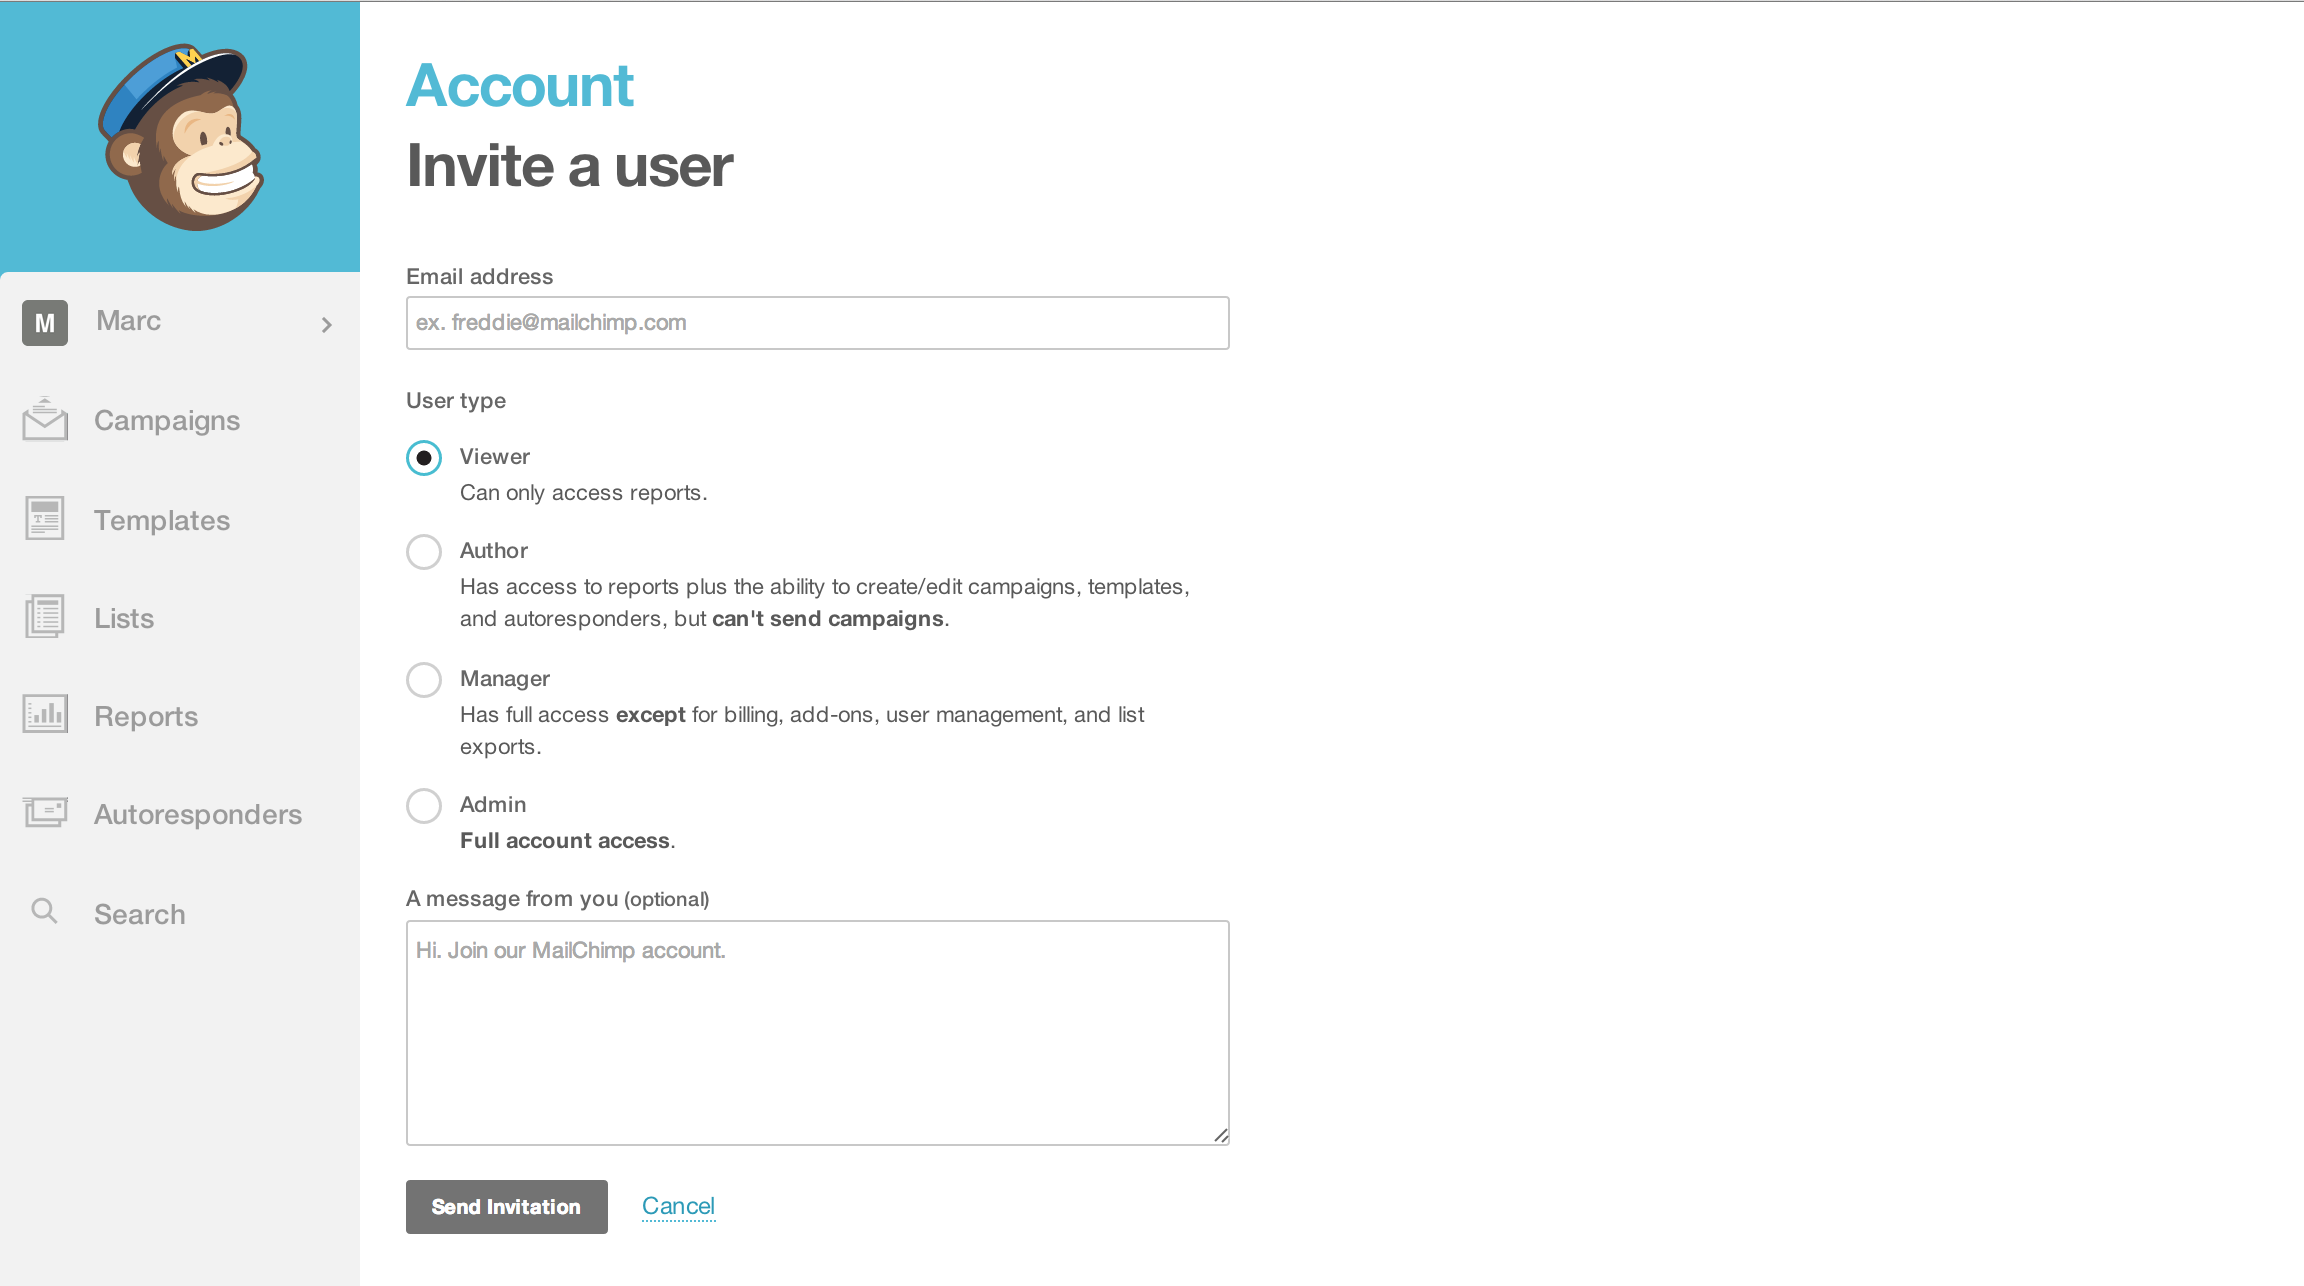 M
Marc
Campaigns
Templates
Lists
Reports
Autoresponders
Search
Account
Invite a user
Email address
ex. freddie@mailchimp.com
User type
Viewer
Can only access reports.
Author
Has access to reports plus the ability to create/edit campaigns, templates,
and autoresponders, but can't send campaigns.
Manager
Has full access except for billing, add-ons, user management, and list
exports.
Admin
Full account access.
A message from you (optional)
Hi. Join our MailChimp account.
Send Invitation
Cancel